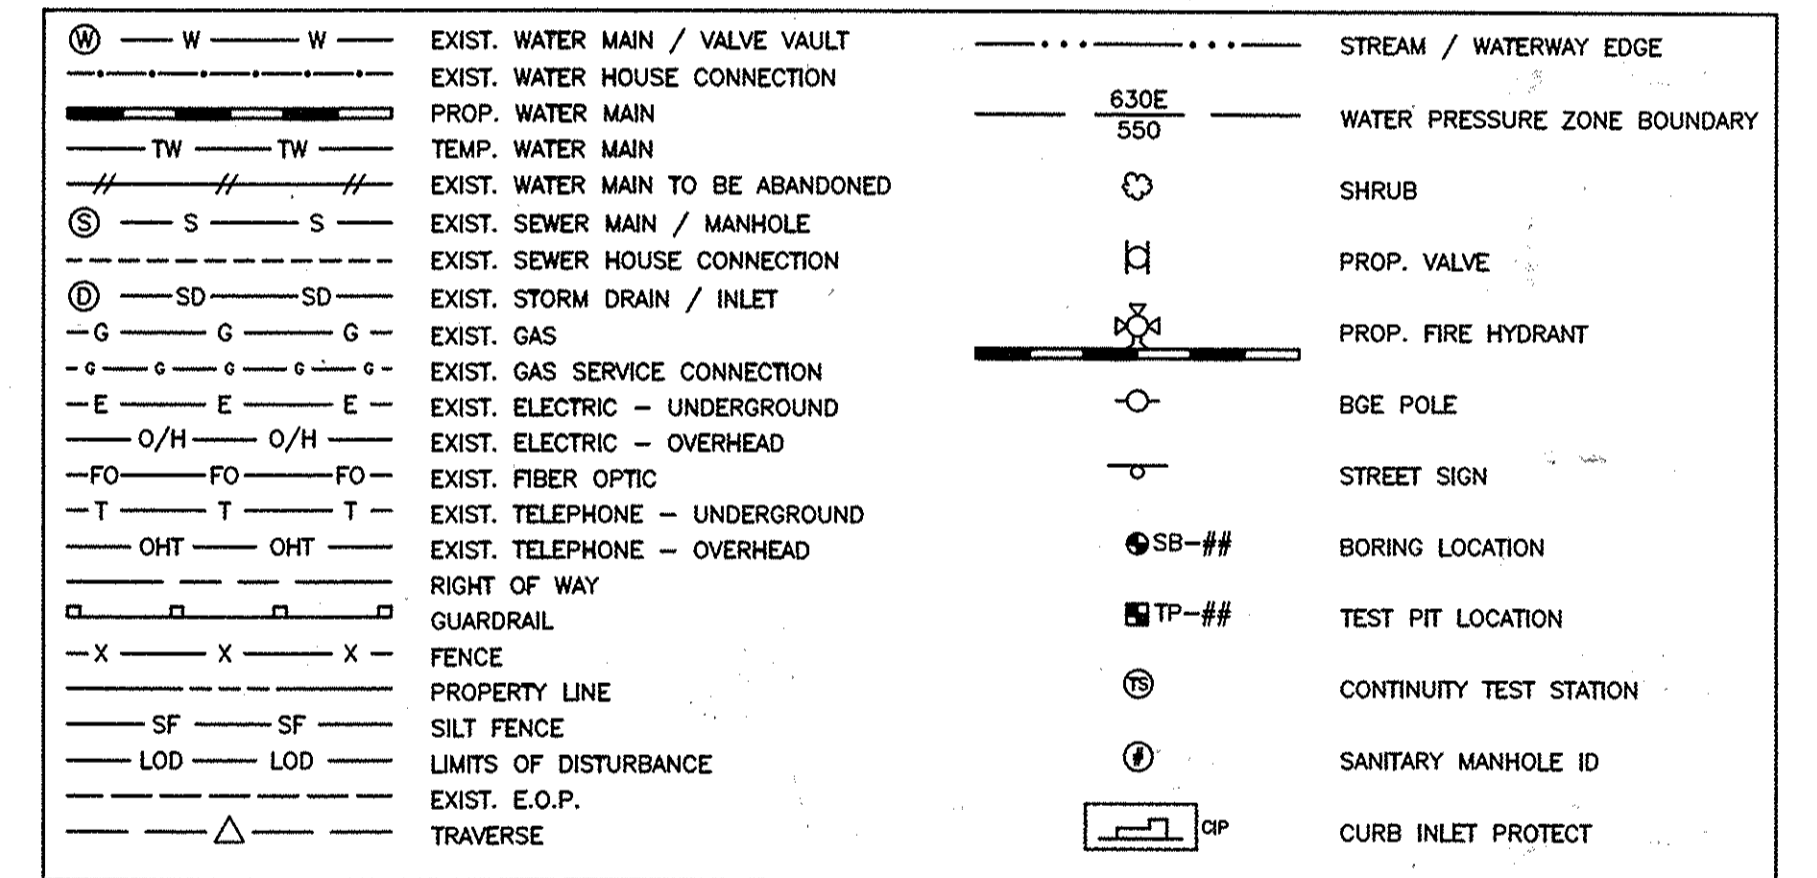 W W W EXIST. WATER MAIN / VALVE VAULT
EXIST. WATER HOUSE CONNECTION
PROP. WATER MAIN
TW TW TEMP. WATER MAIN
EXIST. WATER MAIN TO BE ABANDONED
S S S EXIST. SEWER MAIN / MANHOLE
EXIST. SEWER HOUSE CONNECTION
D SD SD EXIST. STORM DRAIN / INLET
G G G EXIST. GAS
G G G G G EXIST. GAS SERVICE CONNECTION
E E E EXIST. ELECTRIC – UNDERGROUND
O/H O/H EXIST. ELECTRIC – OVERHEAD
FO FO FO EXIST. FIBER OPTIC
T T T EXIST. TELEPHONE – UNDERGROUND
OHT OHT EXIST. TELEPHONE – OVERHEAD
RIGHT OF WAY
GUARDRAIL
X X X FENCE
PROPERTY LINE
SF SF SILT FENCE
LOD LOD LIMITS OF DISTURBANCE
EXIST. E.O.P.
TRAVERSE
STREAM / WATERWAY EDGE
630E
550
WATER PRESSURE ZONE BOUNDARY
SHRUB
PROP. VALVE
PROP. FIRE HYDRANT
BGE POLE
STREET SIGN
SB-## BORING LOCATION
TP-## TEST PIT LOCATION
TS CONTINUITY TEST STATION
# SANITARY MANHOLE ID
CIP CURB INLET PROTECT